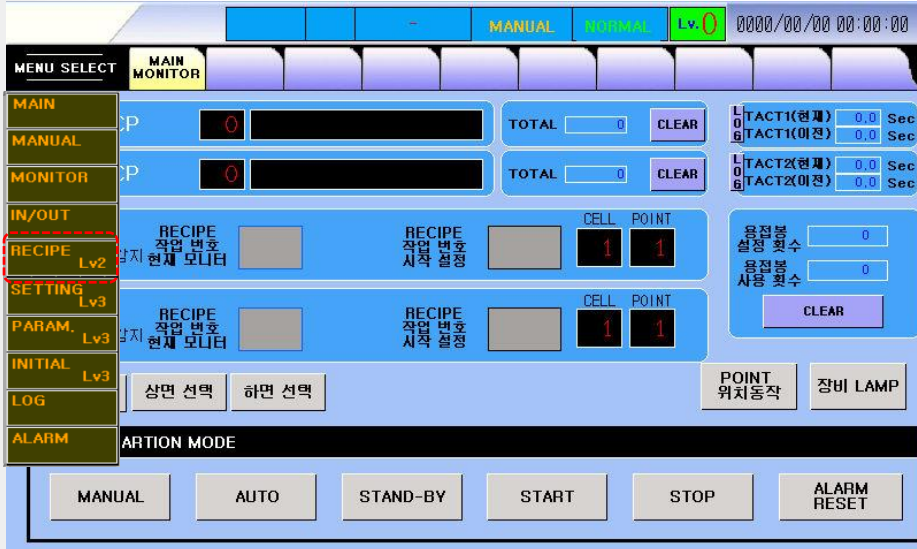 - MANUAL NORMAL Lv.0 0000/00/00 00:00:00
MENU SELECT MAIN MONITOR
MAIN
MANUAL
MONITOR
IN/OUT
RECIPE Lv2
SETTING Lv3
PARAM. Lv3
INITIAL Lv3
LOG
ALARM
CP 0 TOTAL 0 CLEAR
LOG TACT1(현재) 0.0 Sec
TACT1(이전) 0.0 Sec
CP 0 TOTAL 0 CLEAR
LOG TACT2(현재) 0.0 Sec
TACT2(이전) 0.0 Sec
감지
RECIPE
작업 번호
현재 모니터
RECIPE
작업 번호
시작 설정
CELL POINT
1 1
용접봉
설정 횟수 0
용접봉
사용 횟수 0
CLEAR
감지
RECIPE
작업 번호
현재 모니터
RECIPE
작업 번호
시작 설정
CELL POINT
1 1
상면 선택 하면 선택
POINT
위치동작
장비 LAMP
ARTION MODE
MANUAL AUTO STAND-BY START STOP ALARM RESET